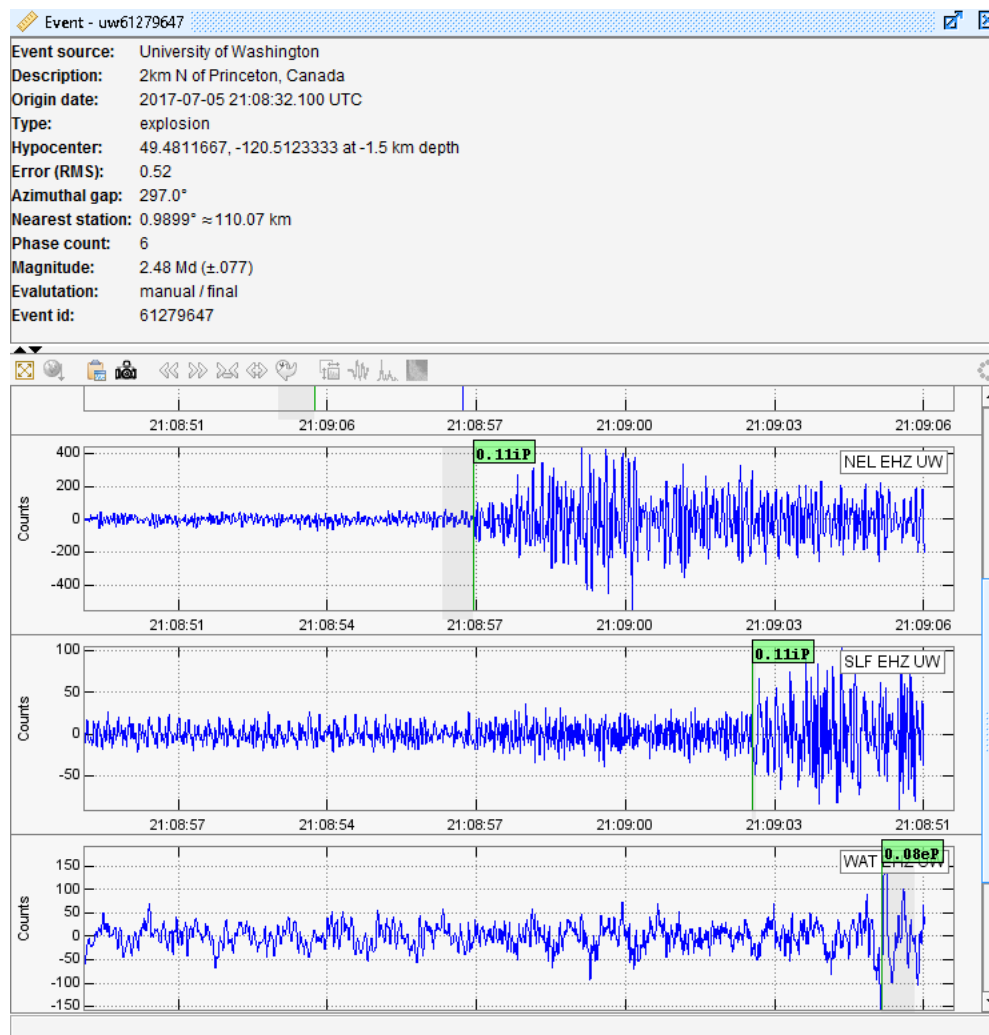 Event - uw61279647
Event source: University of Washington
Description: 2km N of Princeton, Canada
Origin date: 2017-07-05 21:08:32.100 UTC
Type: explosion
Hypocenter: 49.4811667, -120.5123333 at -1.5 km depth
Error (RMS): 0.52
Azimuthal gap: 297.0°
Nearest station: 0.9899° ≈110.07 km
Phase count: 6
Magnitude: 2.48 Md (±.077)
Evalutation: manual / final
Event id: 61279647
21:08:51 21:09:06 21:08:57 21:09:00 21:09:03 21:09:06
0.11iP
NEL EHZ UW
Counts
400
200
0
-200
-400
21:08:51 21:08:54 21:08:57 21:09:00 21:09:03 21:09:06
0.11iP
SLF EHZ UW
Counts
100
50
0
-50
21:08:57 21:08:54 21:08:57 21:09:00 21:09:03 21:08:51
0.08eP
WAT EHZ UW
Counts
150
100
50
0
-50
-100
-150